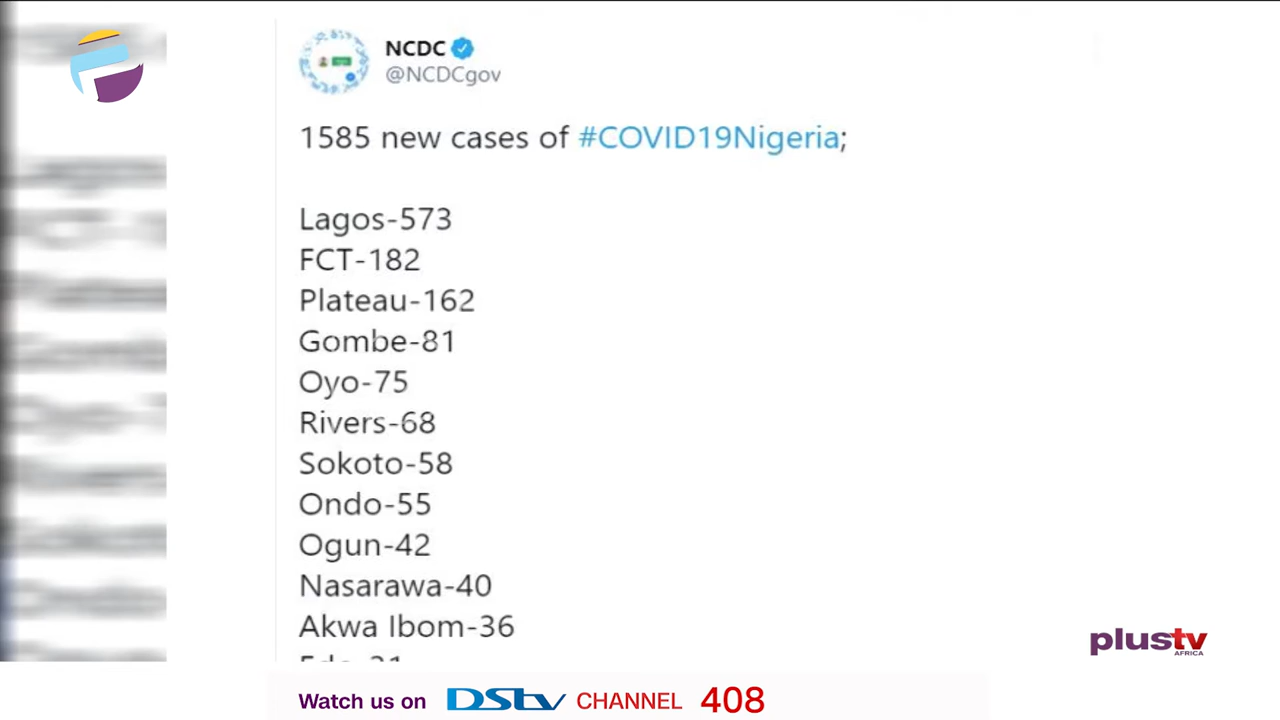 NCDC
@NCDCgov
1585 new cases of #COVID19Nigeria;
Lagos-573
FCT-182
Plateau-162
Gombe-81
Oyo-75
Rivers-68
Sokoto-58
Ondo-55
Ogun-42
Nasarawa-40
Akwa Ibom-36
plustv
AFRICA
Watch us on DStv CHANNEL 408